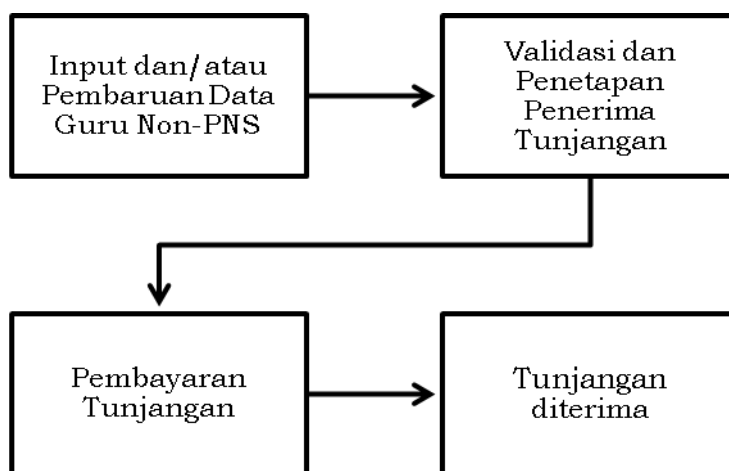 Input dan/atau
Pembaruan Data
Guru Non-PNS
Validasi dan
Penetapan
Penerima
Tunjangan
Pembayaran
Tunjangan
Tunjangan
diterima